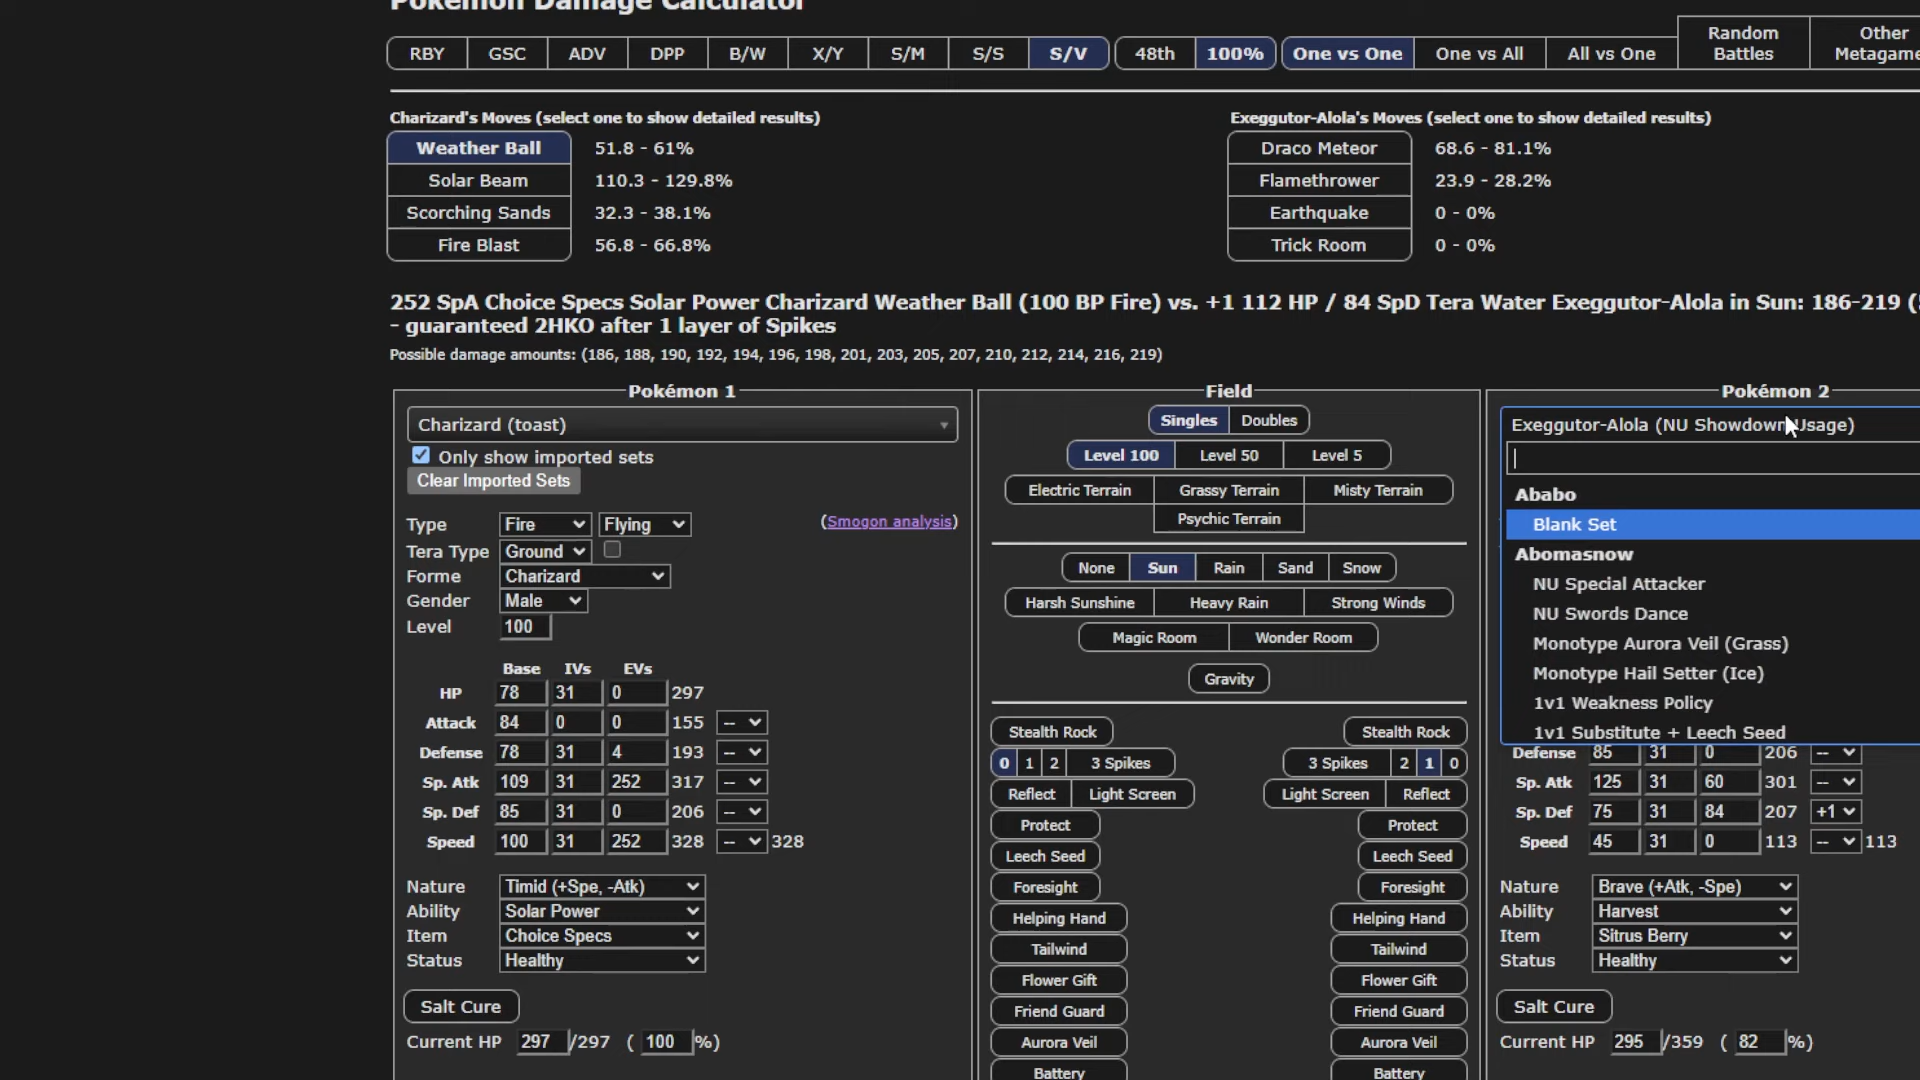 Pokémon Damage Calculator
RBY GSC ADV DPP B/W X/Y S/M S/S S/V 48th 100% One vs One One vs All All vs One Random Battles Other Metagame
Charizard's Moves (select one to show detailed results)
Weather Ball 51.8 - 61%
Solar Beam 110.3 - 129.8%
Scorching Sands 32.3 - 38.1%
Fire Blast 56.8 - 66.8%
Exeggutor-Alola's Moves (select one to show detailed results)
Draco Meteor 68.6 - 81.1%
Flamethrower 23.9 - 28.2%
Earthquake 0 - 0%
Trick Room 0 - 0%
252 SpA Choice Specs Solar Power Charizard Weather Ball (100 BP Fire) vs. +1 112 HP / 84 SpD Tera Water Exeggutor-Alola in Sun: 186-219 (
- guaranteed 2HKO after 1 layer of Spikes
Possible damage amounts: (186, 188, 190, 192, 194, 196, 198, 201, 203, 205, 207, 210, 212, 214, 216, 219)
Pokémon 1
Charizard (toast)
Only show imported sets
Clear Imported Sets
Type Fire Flying (Smogon analysis)
Tera Type Ground
Forme Charizard
Gender Male
Level 100
Base IVs EVs
HP 78 31 0 297
Attack 84 0 0 155 --
Defense 78 31 4 193 --
Sp. Atk 109 31 252 317 --
Sp. Def 85 31 0 206 --
Speed 100 31 252 328 -- 328
Nature Timid (+Spe, -Atk)
Ability Solar Power
Item Choice Specs
Status Healthy
Salt Cure
Current HP 297 /297 ( 100 %)
Field
Singles Doubles
Level 100 Level 50 Level 5
Electric Terrain Grassy Terrain Misty Terrain
Psychic Terrain
None Sun Rain Sand Snow
Harsh Sunshine Heavy Rain Strong Winds
Magic Room Wonder Room
Gravity
Stealth Rock Stealth Rock
0 1 2 3 Spikes 3 Spikes 2 1 0
Reflect Light Screen Light Screen Reflect
Protect Protect
Leech Seed Leech Seed
Foresight Foresight
Helping Hand Helping Hand
Tailwind Tailwind
Flower Gift Flower Gift
Friend Guard Friend Guard
Aurora Veil Aurora Veil
Battery Battery
Pokémon 2
Exeggutor-Alola (NU Showdown Usage)
Ababo
Blank Set
Abomasnow
NU Special Attacker
NU Swords Dance
Monotype Aurora Veil (Grass)
Monotype Hail Setter (Ice)
1v1 Weakness Policy
1v1 Substitute + Leech Seed
Defense 85 31 0 206 --
Sp. Atk 125 31 60 301 --
Sp. Def 75 31 84 207 +1
Speed 45 31 0 113 -- 113
Nature Brave (+Atk, -Spe)
Ability Harvest
Item Sitrus Berry
Status Healthy
Salt Cure
Current HP 295 /359 ( 82 %)